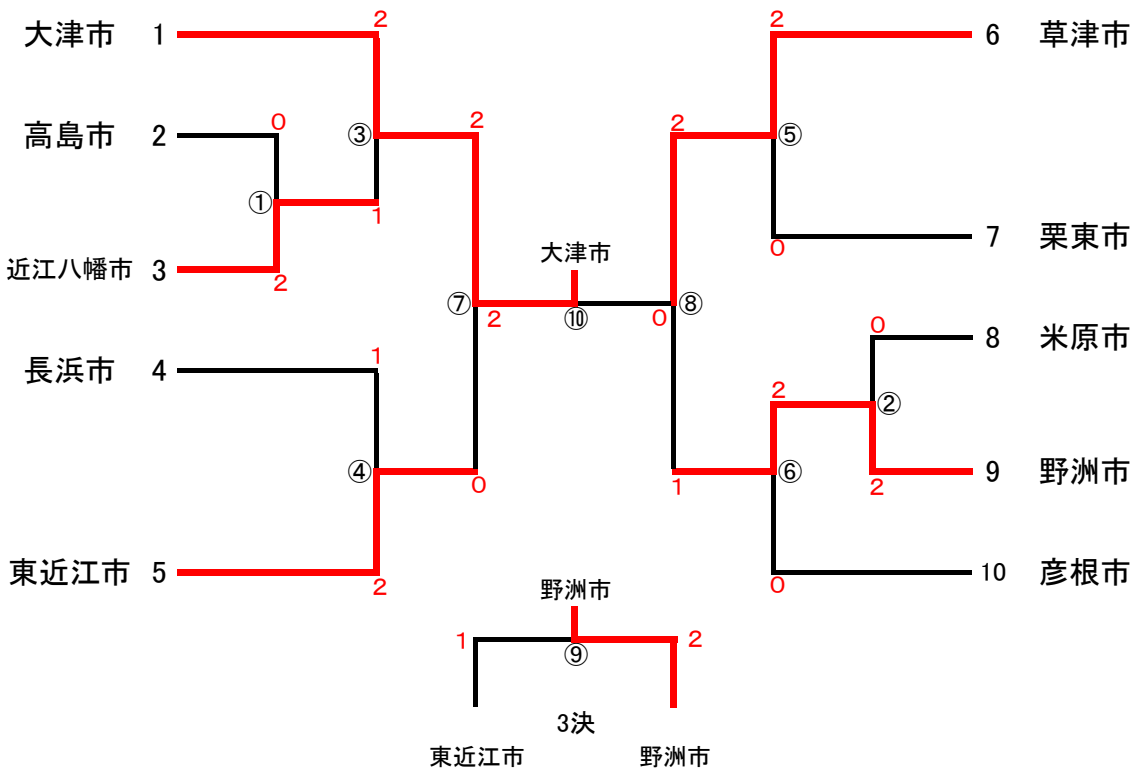 大津市 1 2 2 6 草津市
高島市 2 0 ③ 2 2 ⑤
① 1
近江八幡市 3 2
0 7 栗東市
大津市
⑦ 2 ⑩ 0 ⑧
長浜市 4 1
0 8 米原市
2 ②
④ 0 1 ⑥ 2 9 野洲市
東近江市 5 2 0 10 彦根市
野洲市
1 ⑨ 2
3決
東近江市 野洲市